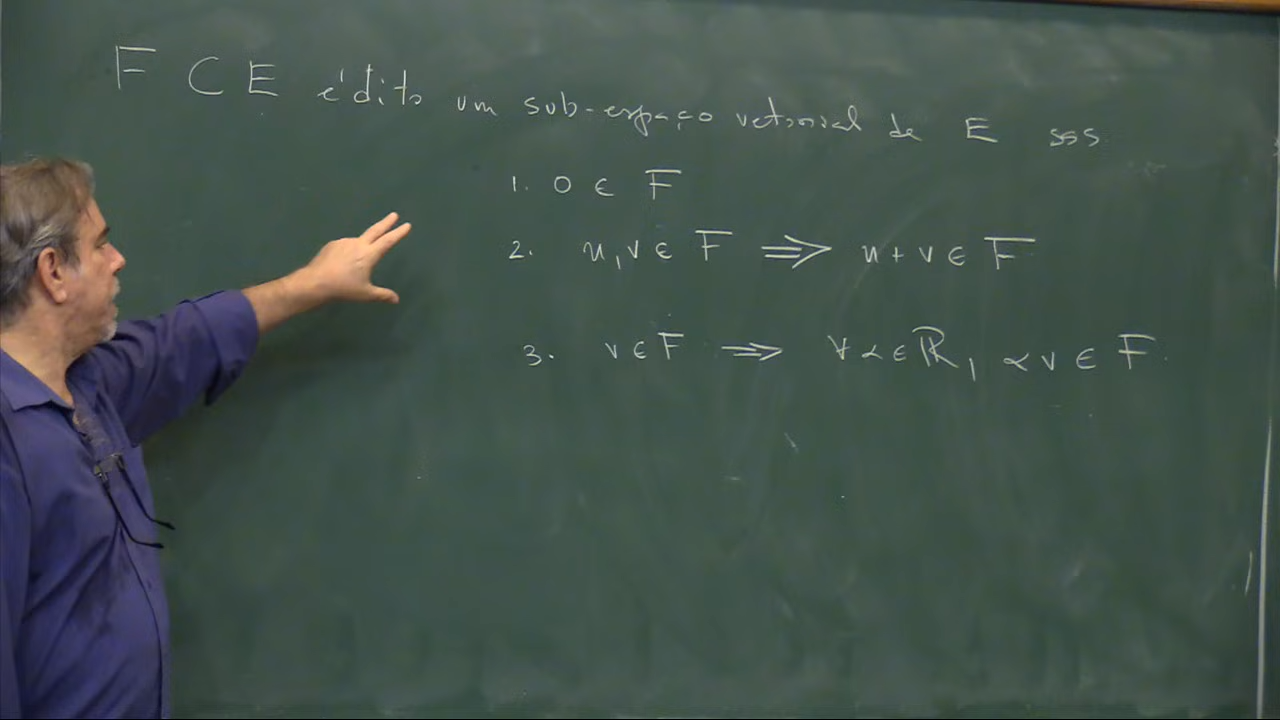 F ⊂ E é dito um sub-espaço vetorial de E sss
1. 0 ∈ F
2. u, v ∈ F ⟹ u + v ∈ F
3. v ∈ F ⟹ ∀ α ∈ ℝ, α v ∈ F